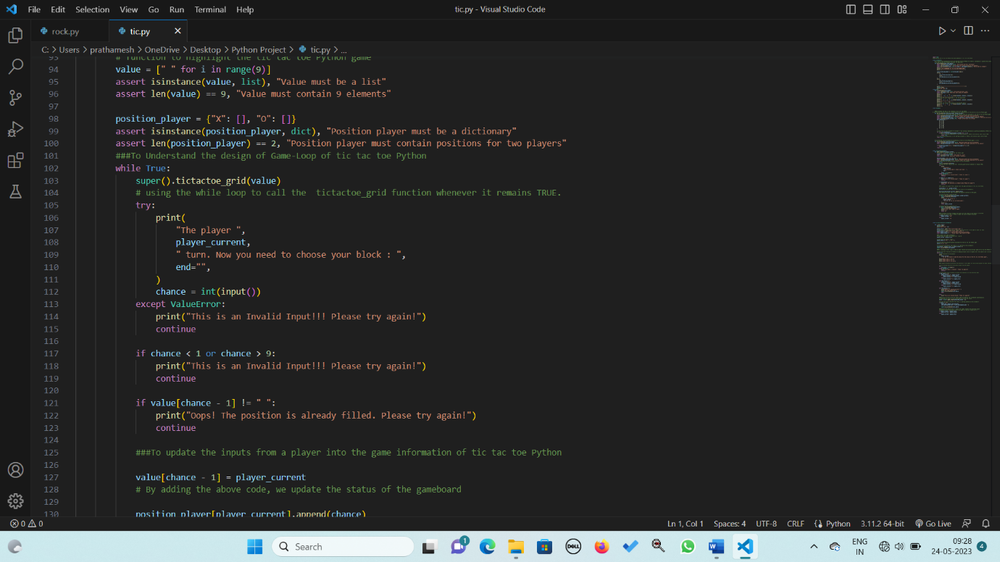 File Edit Selection View Go Run Terminal Help
tic.py - Visual Studio Code
rock.py
tic.py
C: > Users > prathamesh > OneDrive > Desktop > Python Project > tic.py > ...
93 # function to highlight the tic tac toe Python game
94 value = [" " for i in range(9)]
95 assert isinstance(value, list), "Value must be a list"
96 assert len(value) == 9, "Value must contain 9 elements"
97
98 position_player = {"X": [], "O": []}
99 assert isinstance(position_player, dict), "Position player must be a dictionary"
100 assert len(position_player) == 2, "Position player must contain positions for two players"
101 ###To Understand the design of Game-Loop of tic tac toe Python
102 while True:
103 super().tictactoe_grid(value)
104 # using the while loop to call the  tictactoe_grid function whenever it remains TRUE.
105 try:
106 print(
107 "The player ",
108 player_current,
109 " turn. Now you need to choose your block : ",
110 end="",
111 )
112 chance = int(input())
113 except ValueError:
114 print("This is an Invalid Input!!! Please try again!")
115 continue
116
117 if chance < 1 or chance > 9:
118 print("This is an Invalid Input!!! Please try again!")
119 continue
120
121 if value[chance - 1] != " ":
122 print("Oops! The position is already filled. Please try again!")
123 continue
124
125 ###To update the inputs from a player into the game information of tic tac toe Python
126
127 value[chance - 1] = player_current
128 # By adding the above code, we update the status of the gameboard
129
130 position_player[player_current].append(chance)
0 0
Ln 1, Col 1 Spaces: 4 UTF-8 CRLF Python 3.11.2 64-bit Go Live
Search
1
DELL
ENG
IN
09:28
24-05-2023
4